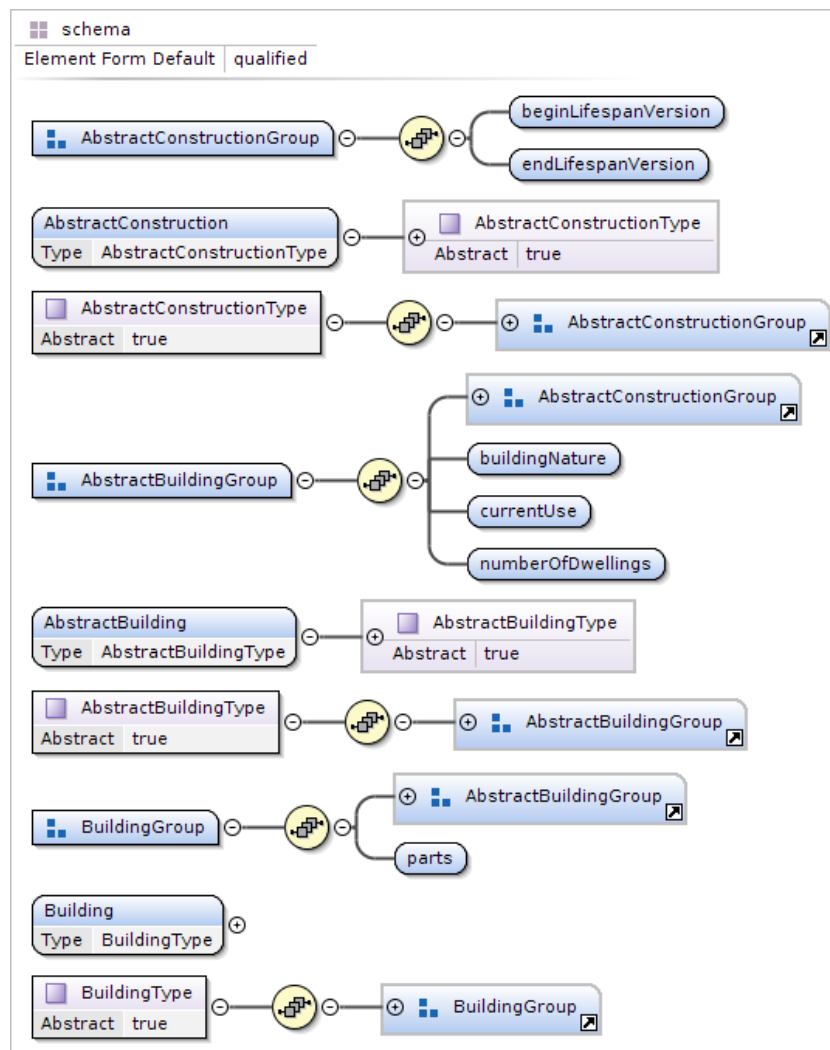 schema
Element Form Default qualified
beginLifespanVersion
AbstractConstructionGroup
endLifespanVersion
AbstractConstruction
Type AbstractConstructionType
AbstractConstructionType
Abstract true
AbstractConstructionType
Abstract true
AbstractConstructionGroup
AbstractConstructionGroup
buildingNature
AbstractBuildingGroup
currentUse
numberOfDwellings
AbstractBuilding
Type AbstractBuildingType
AbstractBuildingType
Abstract true
AbstractBuildingType
Abstract true
AbstractBuildingGroup
AbstractBuildingGroup
BuildingGroup
parts
Building
Type BuildingType
BuildingType
Abstract true
BuildingGroup